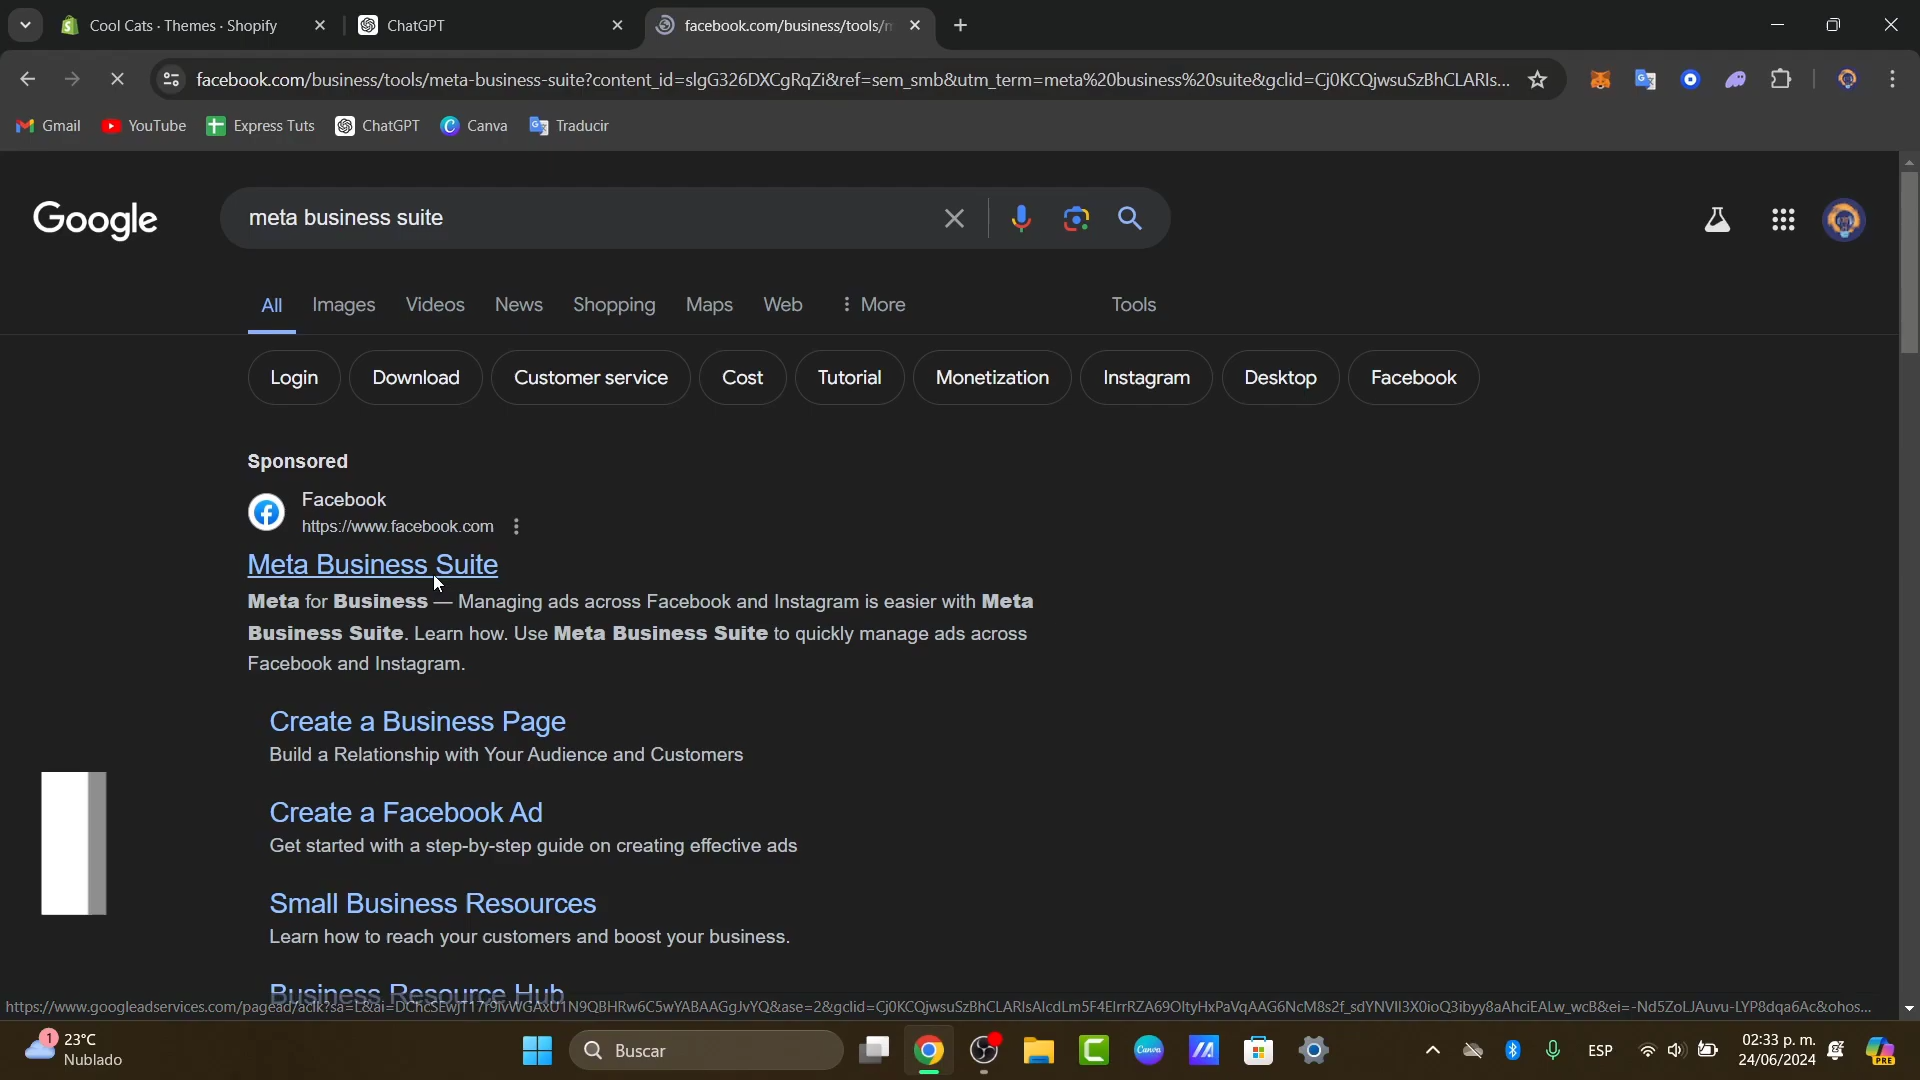 Cool Cats · Themes · Shopify
ChatGPT
facebook.com/business/tools/m
facebook.com/business/tools/meta-business-suite?content_id=slgG326DXCgRqZi&ref=sem_smb&utm_term=meta%20business%20suite&gclid=Cj0KCQjwsuSzBhCLARIs...
Gmail
YouTube
Express Tuts
ChatGPT
Canva
Traducir
Google
meta business suite
All
Images
Videos
News
Shopping
Maps
Web
More
Tools
Login
Download
Customer service
Cost
Tutorial
Monetization
Instagram
Desktop
Facebook
Sponsored
Facebook
https://www.facebook.com
Meta Business Suite
Meta for Business — Managing ads across Facebook and Instagram is easier with Meta
Business Suite. Learn how. Use Meta Business Suite to quickly manage ads across
Facebook and Instagram.
Create a Business Page
Build a Relationship with Your Audience and Customers
Create a Facebook Ad
Get started with a step-by-step guide on creating effective ads
Small Business Resources
Learn how to reach your customers and boost your business.
Business Resource Hub
1
23°C
Nublado
Buscar
Canva
ESP
02:33 p. m.
24/06/2024
PRE